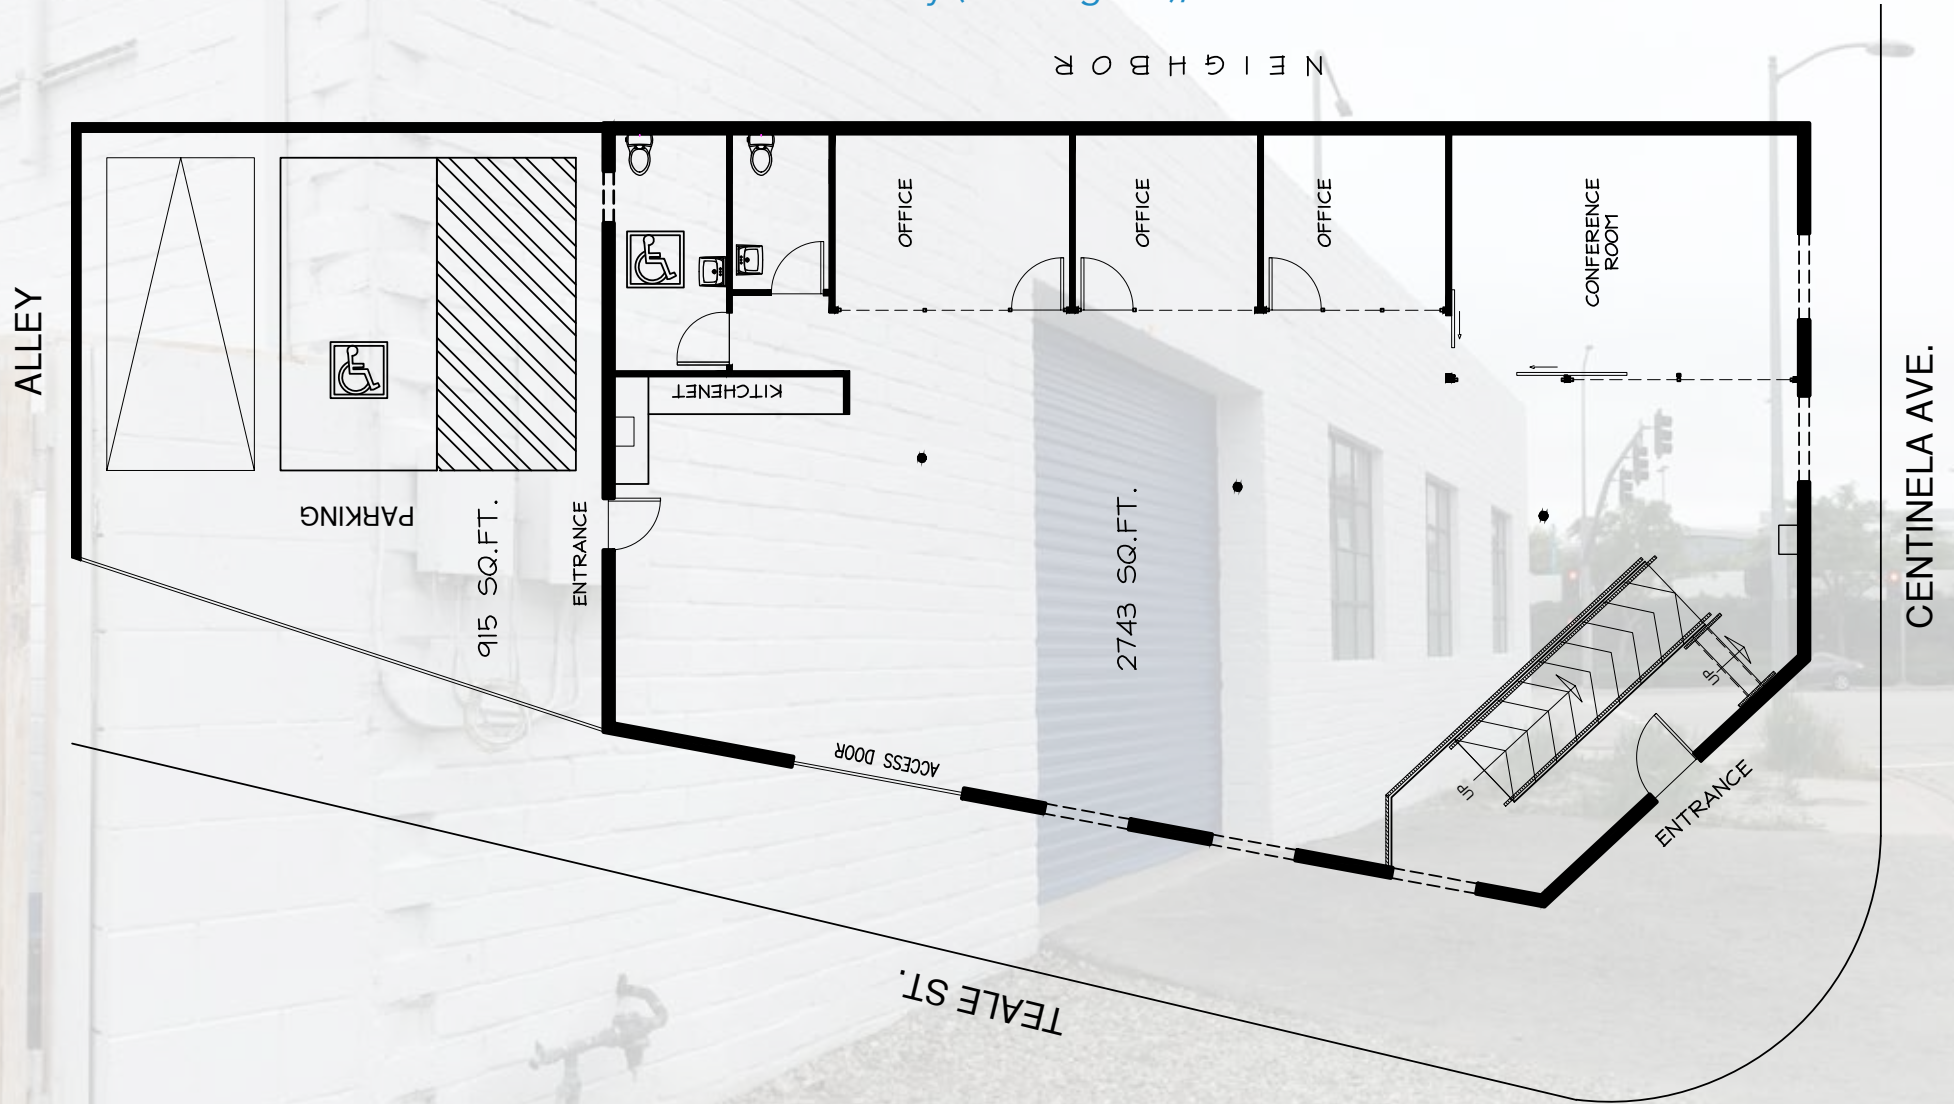 NEIGHBOR
OFFICE
OFFICE
OFFICE
CONFERENCE
ROOM
ALLEY
KITCHENET
CENTINELA AVE.
PARKING
915 SQ.FT.
ENTRANCE
2743 SQ.FT.
UP
ACCESS DOOR
UP
ENTRANCE
TEALE ST.